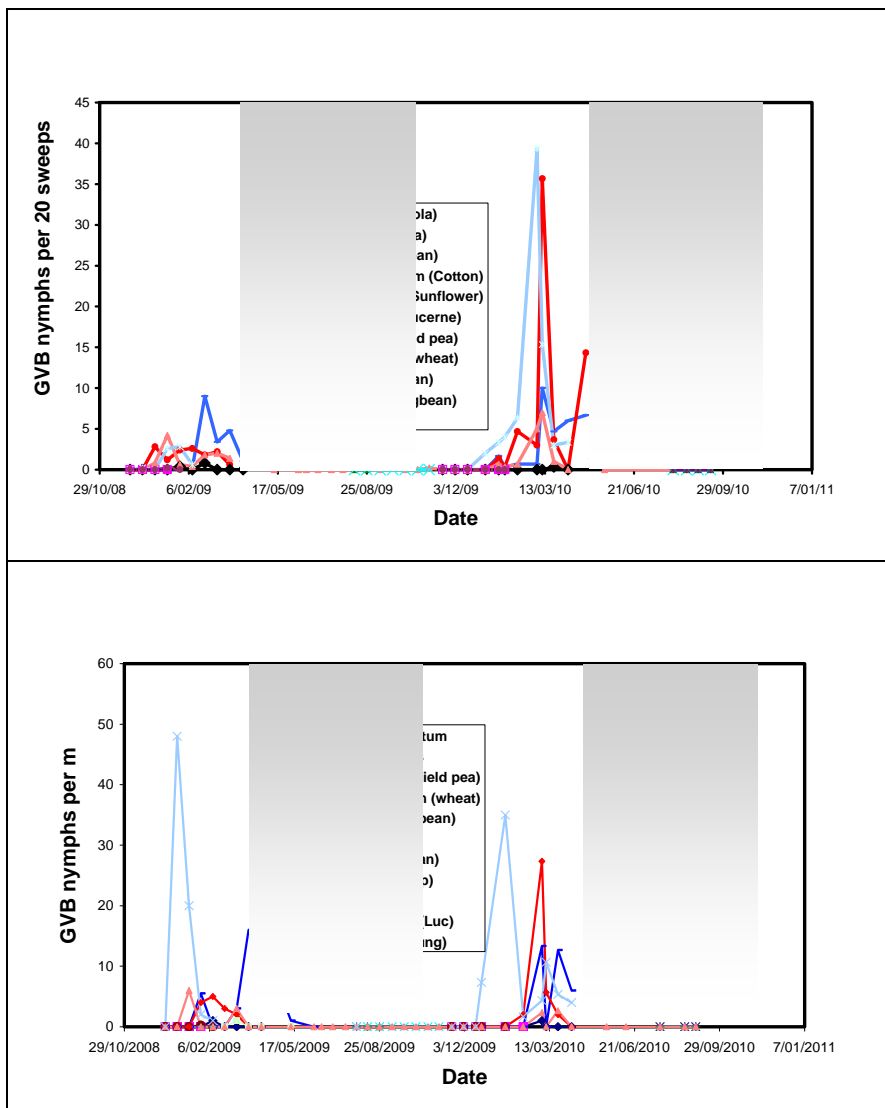 GVB nymphs per 20 sweeps
45
40
35
30
25
20
15
10
5
0
ola)
a)
an)
m (Cotton)
Sunflower)
ucerne)
d pea)
wheat)
an)
gbean)
29/10/08 6/02/09 17/05/09 25/08/09 3/12/09 13/03/10 21/06/10 29/09/10 7/01/11
Date
GVB nymphs per m
60
50
40
30
20
10
0
tum
ield pea)
n (wheat)
bean)
an)
o)
(Luc)
ung)
29/10/2008 6/02/2009 17/05/2009 25/08/2009 3/12/2009 13/03/2010 21/06/2010 29/09/2010 7/01/2011
Date